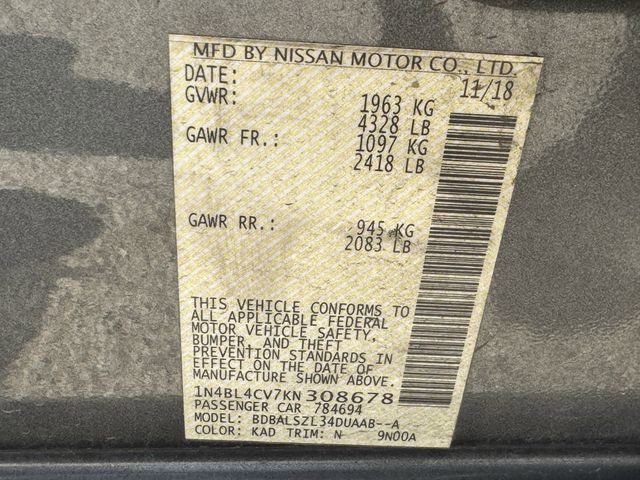 MFD BY NISSAN MOTOR CO., LTD.
DATE: 11/18
GVWR: 1963 KG
4328 LB
GAWR FR.: 1097 KG
2418 LB
GAWR RR.: 945 KG
2083 LB
THIS VEHICLE CONFORMS TO
ALL APPLICABLE FEDERAL
MOTOR VEHICLE SAFETY,
BUMPER, AND THEFT
PREVENTION STANDARDS IN
EFFECT ON THE DATE OF
MANUFACTURE SHOWN ABOVE.
1N4BL4CV7KN308678
PASSENGER CAR 784694
MODEL: BDBALSZL34DUAAB--A
COLOR: KAD TRIM: N 9N00A